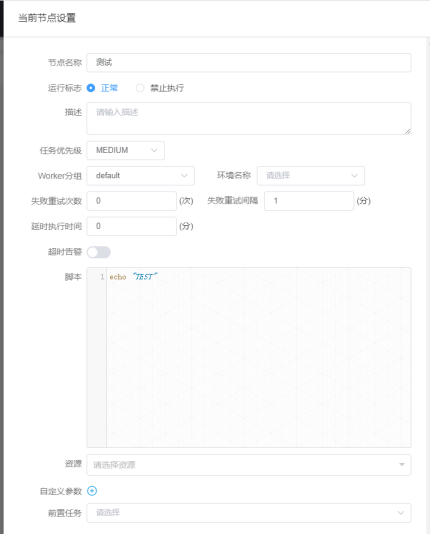 当前节点设置
节点名称 测试
运行标志 正常 禁止执行
描述 请输入描述
任务优先级 MEDIUM
Worker分组 default 环境名称 请选择
失败重试次数 0 (次) 失败重试间隔 1 (分)
延时执行时间 0 (分)
超时告警
脚本 1 echo "TEST"
资源 请选择资源
自定义参数
前置任务 请选择